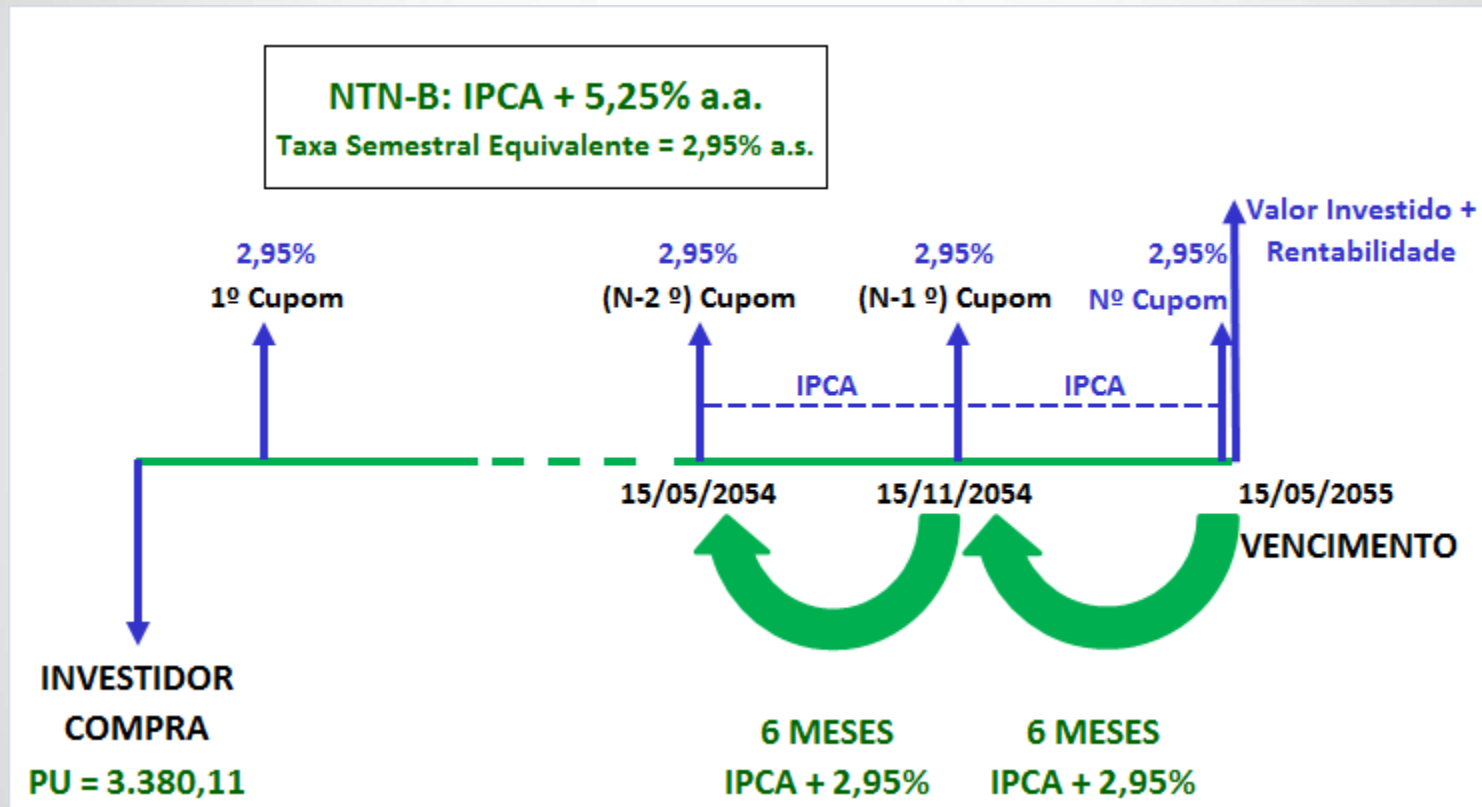 NTN-B: IPCA + 5,25% a.a.
Taxa Semestral Equivalente = 2,95% a.s.
Valor Investido +
Rentabilidade
2,95%
1º Cupom
2,95%
(N-2 º) Cupom
2,95%
(N-1 º) Cupom
2,95%
Nº Cupom
IPCA
IPCA
15/05/2054
15/11/2054
15/05/2055
VENCIMENTO
INVESTIDOR
COMPRA
PU = 3.380,11
6 MESES
IPCA + 2,95%
6 MESES
IPCA + 2,95%